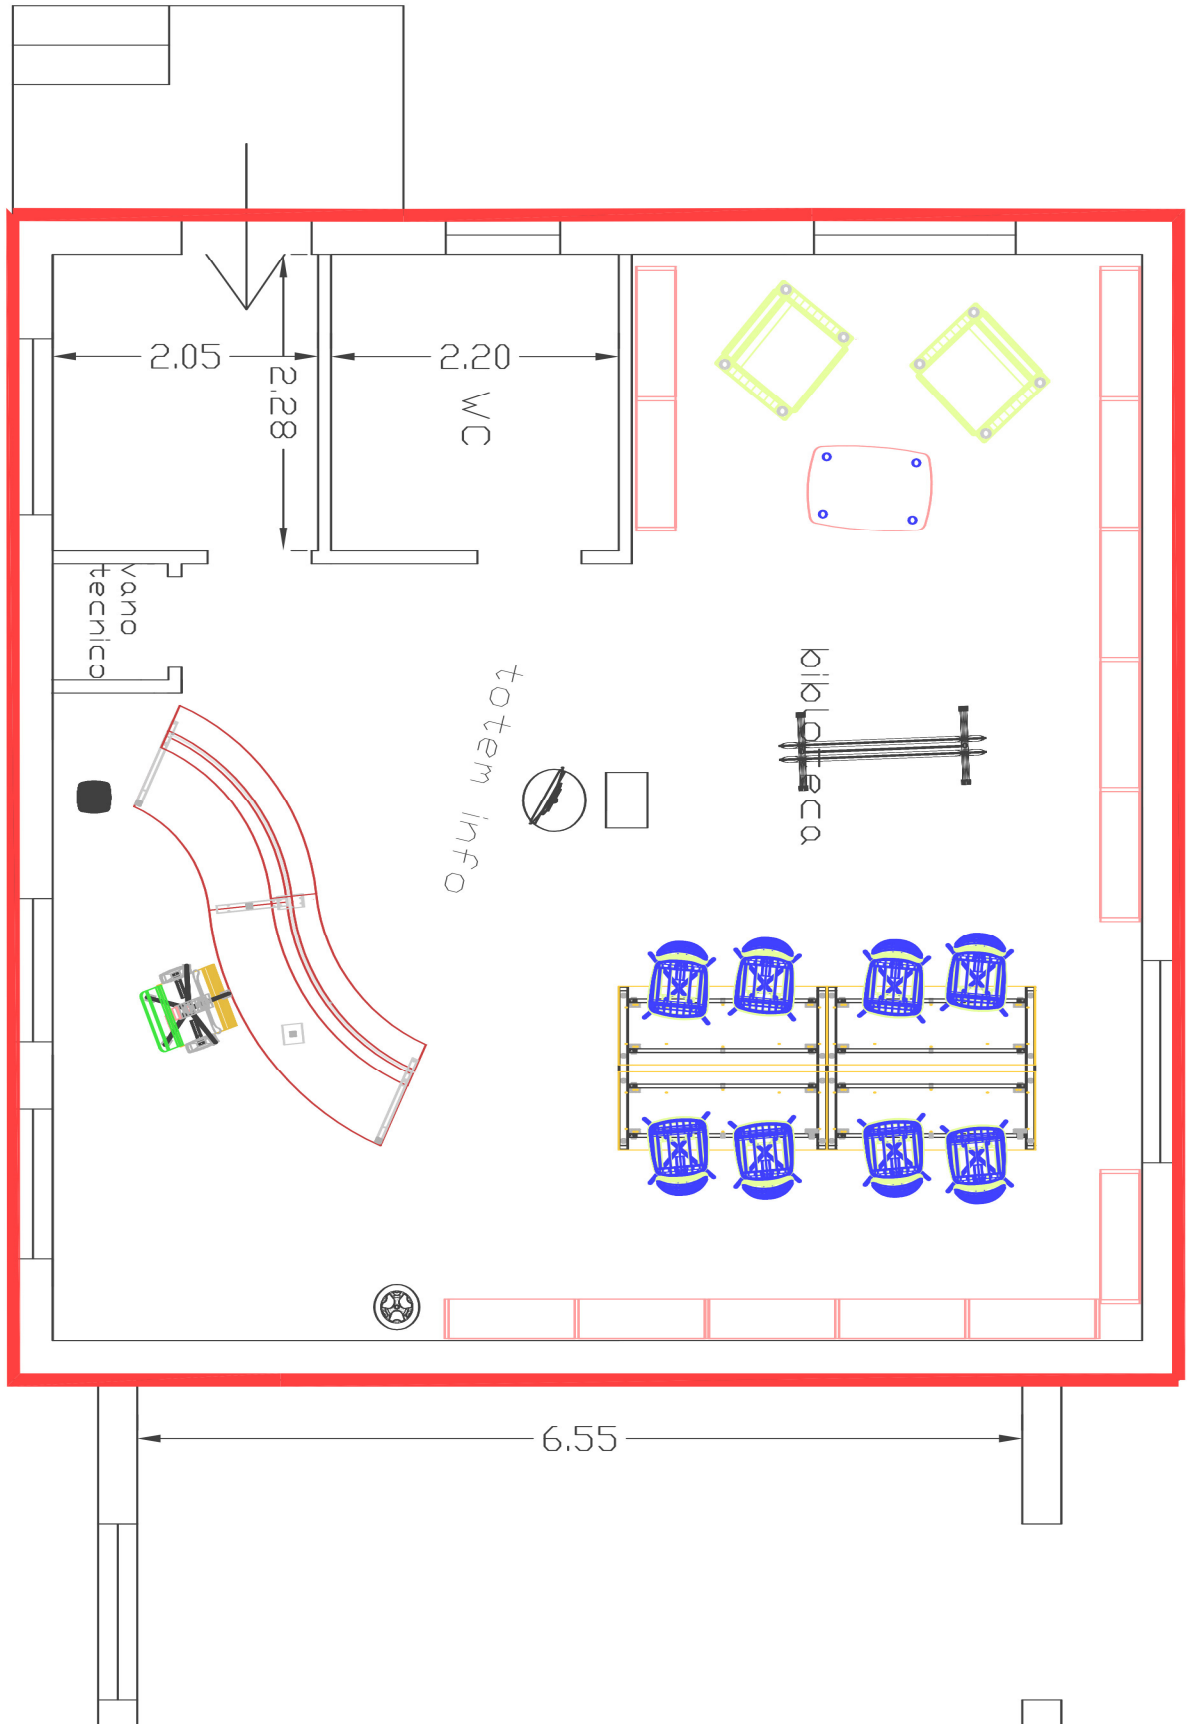 2.05
2.20
2.28
WC
vano
tecnico
totem info
biblioteca
6.55